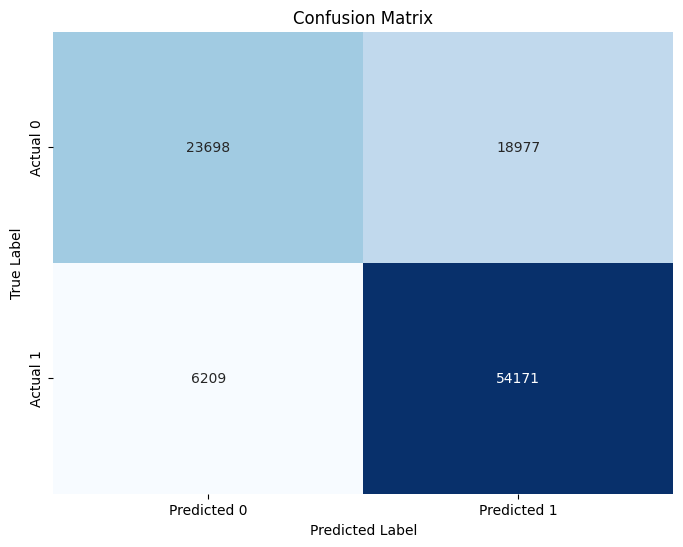 Confusion Matrix
True Label
Actual 0
23698
18977
Actual 1
6209
54171
Predicted 0
Predicted 1
Predicted Label